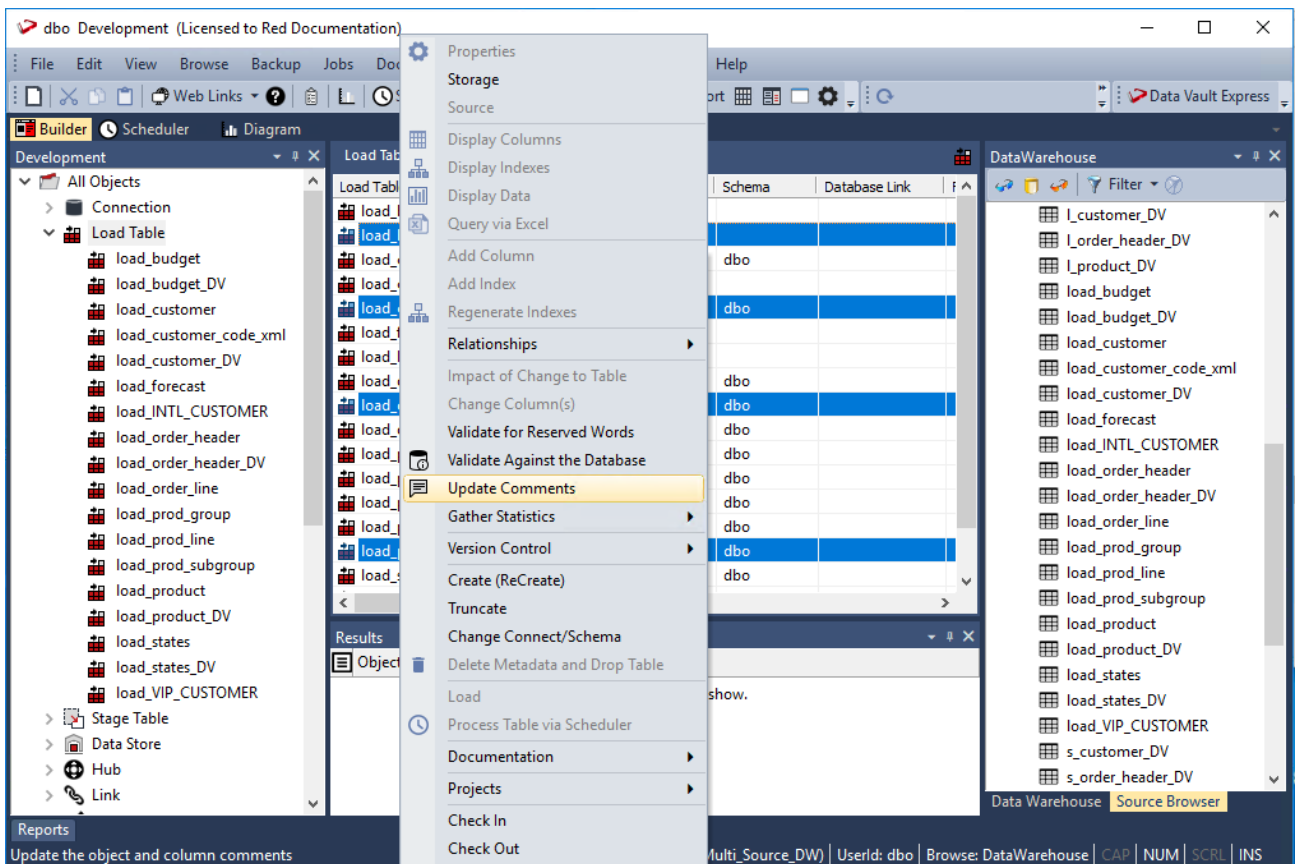 dbo Development (Licensed to Red Documentation)
File Edit View Browse Backup Jobs Help
Web Links Data Vault Express
Builder Scheduler Diagram
Development
All Objects
Connection
Load Table
load_budget
load_budget_DV
load_customer
load_customer_code_xml
load_customer_DV
load_forecast
load_INTL_CUSTOMER
load_order_header
load_order_header_DV
load_order_line
load_prod_group
load_prod_line
load_prod_subgroup
load_product
load_product_DV
load_states
load_states_DV
load_VIP_CUSTOMER
Stage Table
Data Store
Hub
Link
Reports
Load Schema Database Link
dbo
dbo
dbo
dbo
dbo
dbo
dbo
dbo
dbo
dbo
dbo
Results
show.
Properties
Storage
Source
Display Columns
Display Indexes
Display Data
Query via Excel
Add Column
Add Index
Regenerate Indexes
Relationships
Impact of Change to Table
Change Column(s)
Validate for Reserved Words
Validate Against the Database
Update Comments
Gather Statistics
Version Control
Create (ReCreate)
Truncate
Change Connect/Schema
Delete Metadata and Drop Table
Load
Process Table via Scheduler
Documentation
Projects
Check In
Check Out
DataWarehouse
Filter
l_customer_DV
l_order_header_DV
l_product_DV
load_budget
load_budget_DV
load_customer
load_customer_code_xml
load_customer_DV
load_forecast
load_INTL_CUSTOMER
load_order_header
load_order_header_DV
load_order_line
load_prod_group
load_prod_line
load_prod_subgroup
load_product
load_product_DV
load_states
load_states_DV
load_VIP_CUSTOMER
s_customer_DV
s_order_header_DV
Data Warehouse Source Browser
Update the object and column comments Multi_Source_DW) UserId: dbo Browse: DataWarehouse CAP NUM SCRL INS